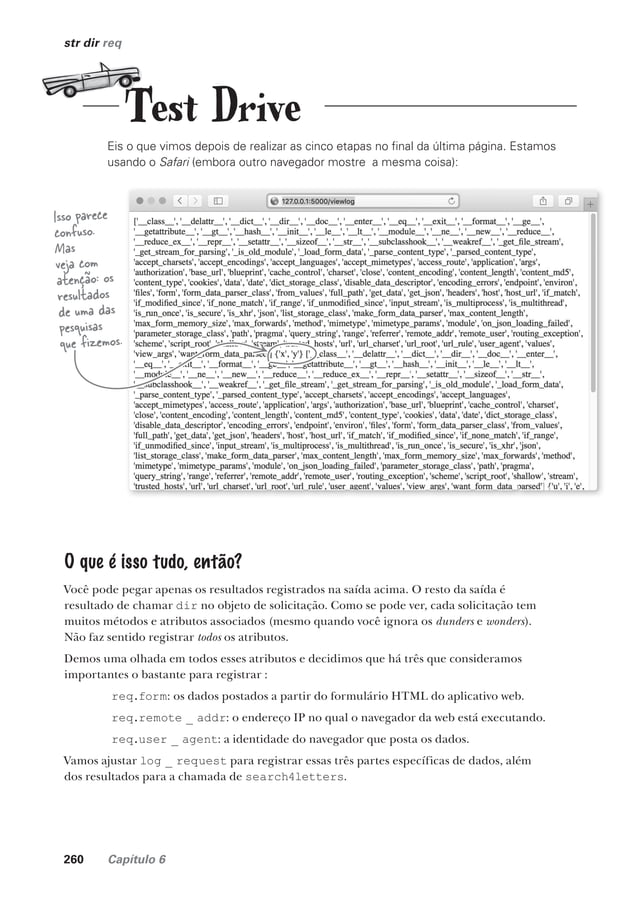 str dir req
Test Drive
Eis o que vimos depois de realizar as cinco etapas no final da última página. Estamos
usando o Safari (embora outro navegador mostre a mesma coisa):
Isso parece
confuso.
Mas
veja com
atenção: os
resultados
de uma das
pesquisas
que fizemos.
127.0.0.1:5000/viewlog
['__class__', '__delattr__', '__dict__', '__dir__', '__doc__', '__enter__', '__eq__', '__exit__', '__format__', '__ge__',
'__getattribute__', '__gt__', '__hash__', '__init__', '__le__', '__lt__', '__module__', '__ne__', '__new__', '__reduce__',
'__reduce_ex__', '__repr__', '__setattr__', '__sizeof__', '__str__', '__subclasshook__', '__weakref__', '_get_file_stream',
'_get_stream_for_parsing', '_is_old_module', '_load_form_data', '_parse_content_type', '_parsed_content_type',
'accept_charsets', 'accept_encodings', 'accept_languages', 'accept_mimetypes', 'access_route', 'application', 'args',
'authorization', 'base_url', 'blueprint', 'cache_control', 'charset', 'close', 'content_encoding', 'content_length', 'content_md5',
'content_type', 'cookies', 'data', 'date', 'dict_storage_class', 'disable_data_descriptor', 'encoding_errors', 'endpoint', 'environ',
'files', 'form', 'form_data_parser_class', 'from_values', 'full_path', 'get_data', 'get_json', 'headers', 'host', 'host_url', 'if_match',
'if_modified_since', 'if_none_match', 'if_range', 'if_unmodified_since', 'input_stream', 'is_multiprocess', 'is_multithread',
'is_run_once', 'is_secure', 'is_xhr', 'json', 'list_storage_class', 'make_form_data_parser', 'max_content_length',
'max_form_memory_size', 'max_forwards', 'method', 'mimetype', 'mimetype_params', 'module', 'on_json_loading_failed',
'parameter_storage_class', 'path', 'pragma', 'query_string', 'range', 'referrer', 'remote_addr', 'remote_user', 'routing_exception',
'scheme', 'script_root', 'stream', 'url', 'url_charset', 'url_root', 'url_rule', 'user_agent', 'values',
'view_args', {'x', 'y'} ['__class__', '__delattr__', '__dict__', '__dir__', '__doc__', '__enter__',
'__eq__', '__format__', '__getattribute__', '__gt__', '__hash__', '__init__', '__le__', '__lt__',
'__ne__', '__new__', '__reduce__', '__reduce_ex__', '__repr__', '__setattr__', '__sizeof__', '__str__',
'__subclasshook__', '__weakref__', '_get_file_stream', '_get_stream_for_parsing', '_is_old_module', '_load_form_data',
'_parse_content_type', '_parsed_content_type', 'accept_charsets', 'accept_encodings', 'accept_languages',
'accept_mimetypes', 'access_route', 'application', 'args', 'authorization', 'base_url', 'blueprint', 'cache_control', 'charset',
'close', 'content_encoding', 'content_length', 'content_md5', 'content_type', 'cookies', 'data', 'date', 'dict_storage_class',
'disable_data_descriptor', 'encoding_errors', 'endpoint', 'environ', 'files', 'form', 'form_data_parser_class', 'from_values',
'full_path', 'get_data', 'get_json', 'headers', 'host', 'host_url', 'if_match', 'if_modified_since', 'if_none_match', 'if_range',
'if_unmodified_since', 'input_stream', 'is_multiprocess', 'is_multithread', 'is_run_once', 'is_secure', 'is_xhr', 'json',
'list_storage_class', 'make_form_data_parser', 'max_content_length', 'max_form_memory_size', 'max_forwards', 'method',
'mimetype', 'mimetype_params', 'module', 'on_json_loading_failed', 'parameter_storage_class', 'path', 'pragma',
'query_string', 'range', 'referrer', 'remote_addr', 'remote_user', 'routing_exception', 'scheme', 'script_root', 'shallow', 'stream',
'trusted_hosts', 'url', 'url_charset', 'url_root', 'url_rule', 'user_agent', 'values', 'view_args', 'want_form_data_parsed'] {'u', 'i', 'e',
O que é isso tudo, então?
Você pode pegar apenas os resultados registrados na saída acima. O resto da saída é
resultado de chamar dir no objeto de solicitação. Como se pode ver, cada solicitação tem
muitos métodos e atributos associados (mesmo quando você ignora os dunders e wonders).
Não faz sentido registrar todos os atributos.
Demos uma olhada em todos esses atributos e decidimos que há três que consideramos
importantes o bastante para registrar :
req.form: os dados postados a partir do formulário HTML do aplicativo web.
req.remote _ addr: o endereço IP no qual o navegador da web está executando.
req.user _ agent: a identidade do navegador que posta os dados.
Vamos ajustar log _ request para registrar essas três partes específicas de dados, além
dos resultados para a chamada de search4letters.
260 Capítulo 6